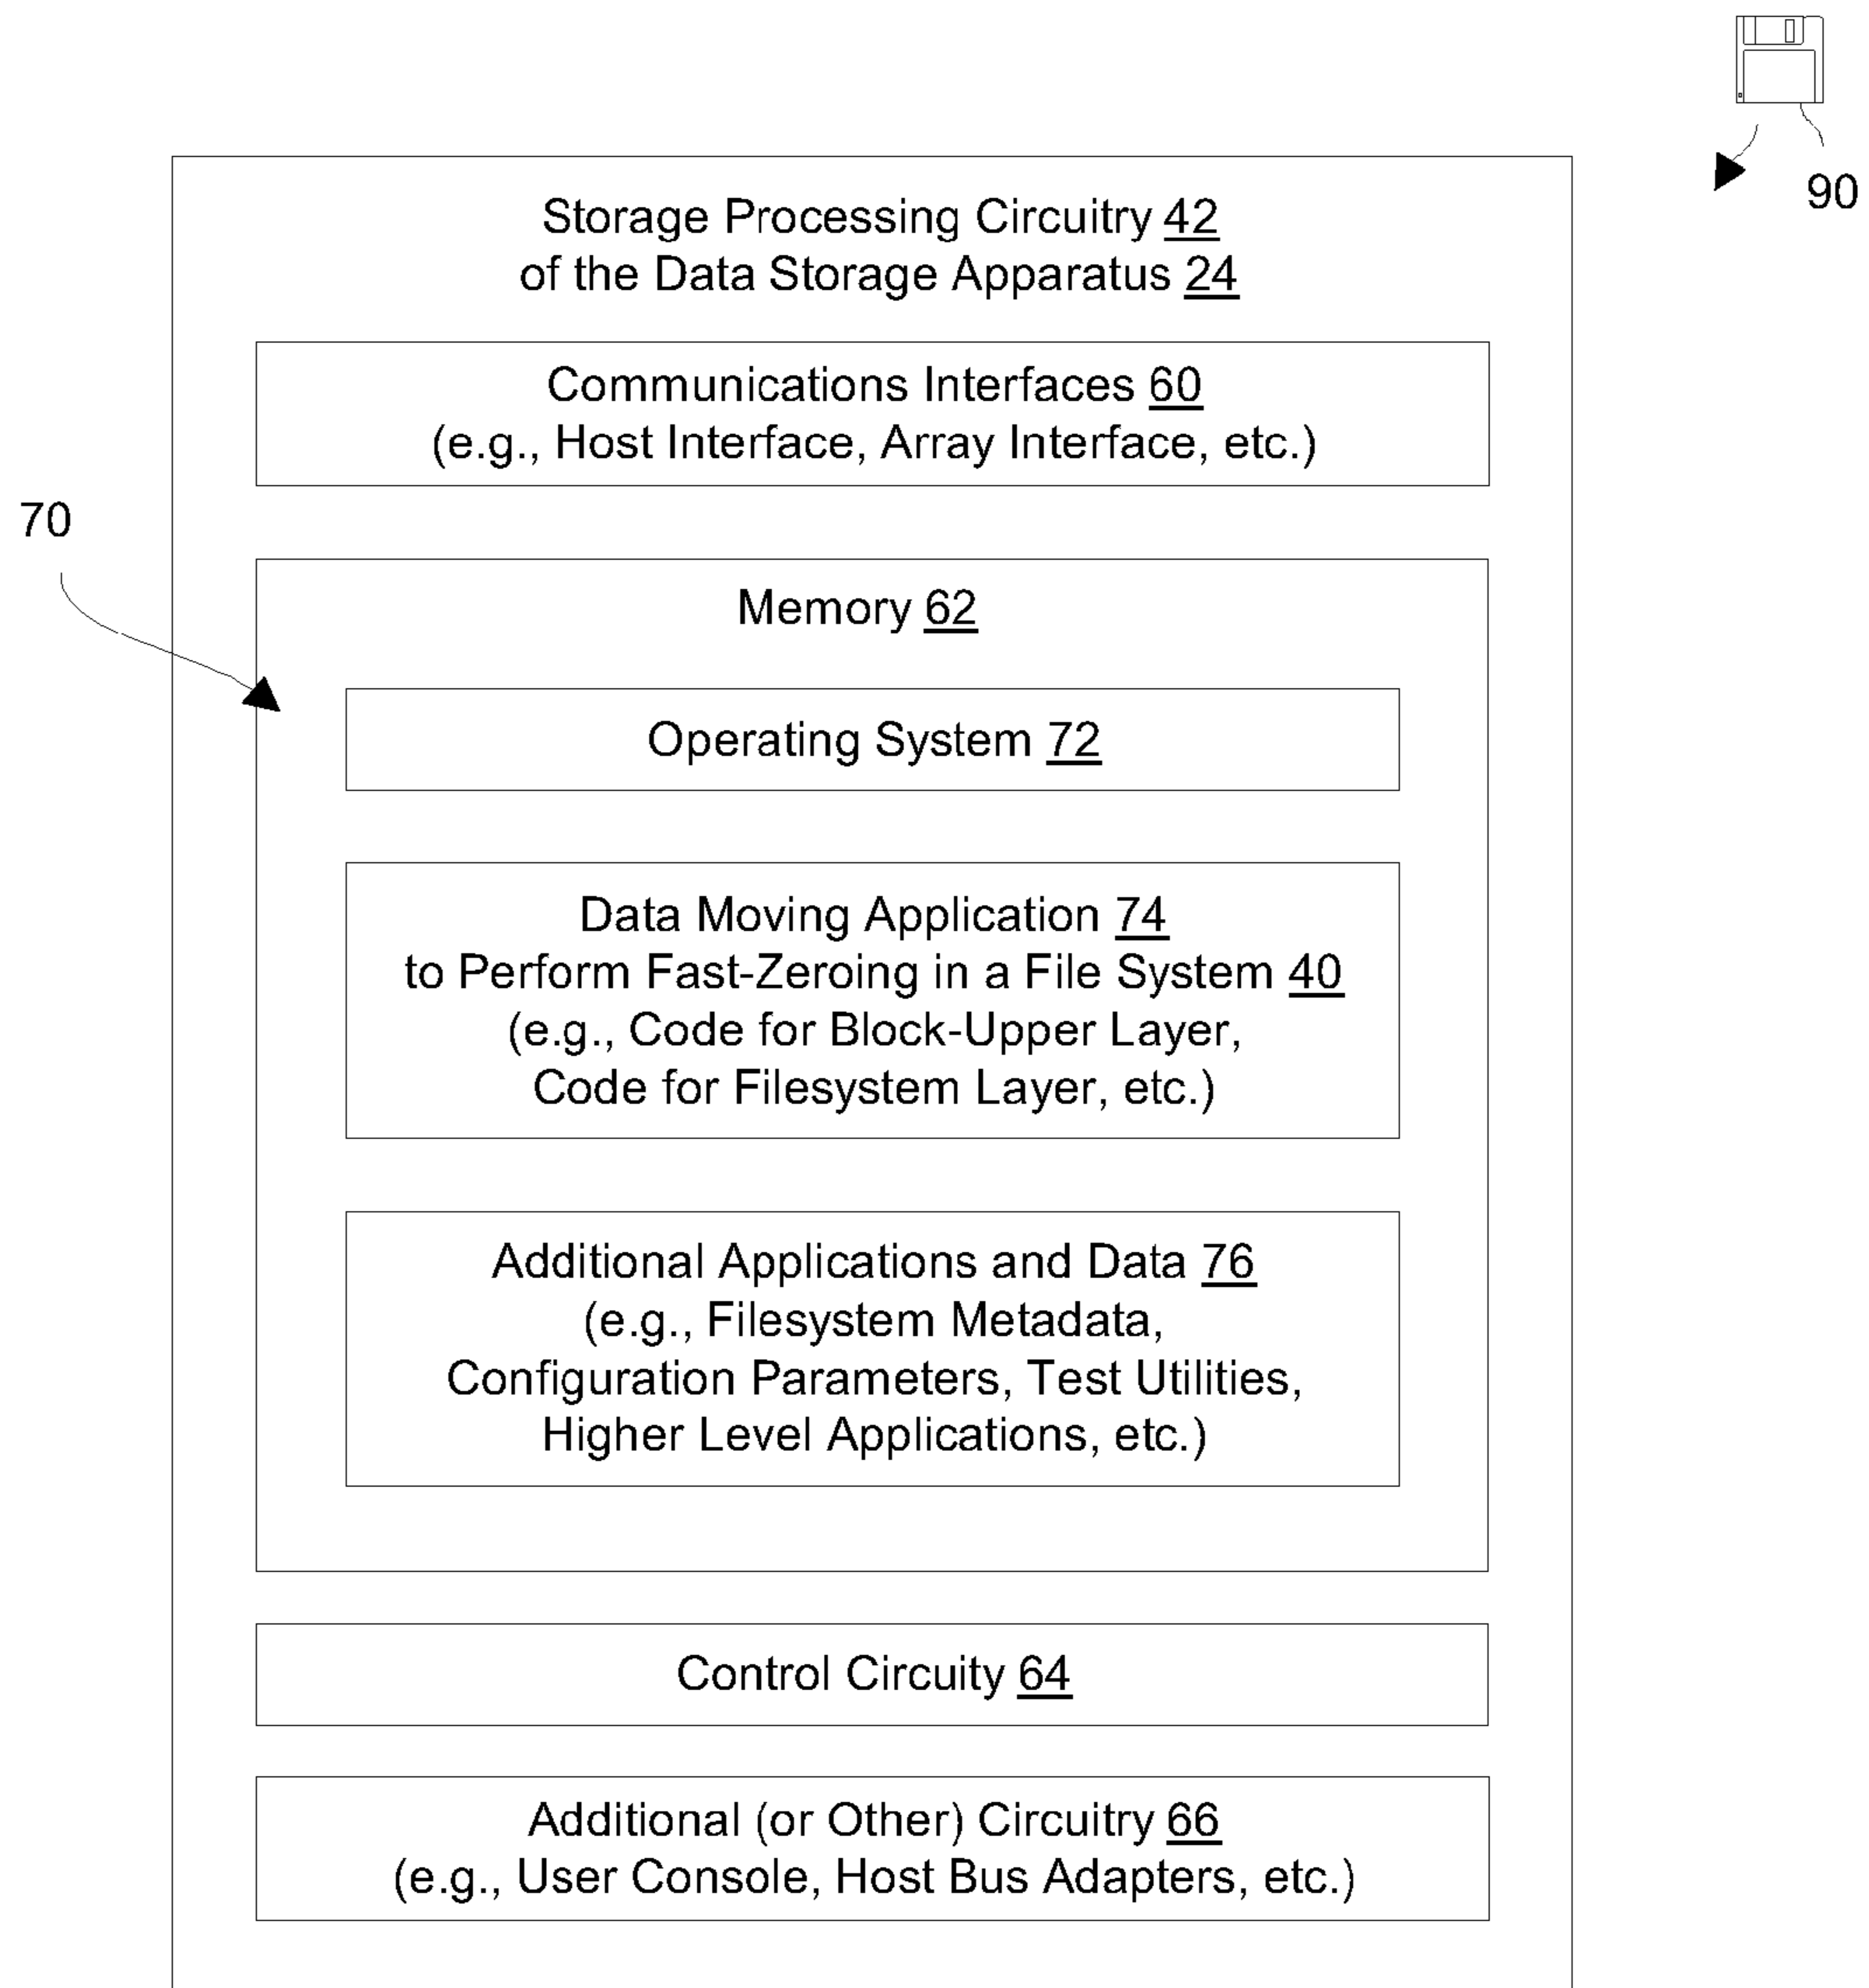 90
Storage Processing Circuitry 42
of the Data Storage Apparatus 24
Communications Interfaces 60
(e.g., Host Interface, Array Interface, etc.)
70
Memory 62
Operating System 72
Data Moving Application 74
to Perform Fast-Zeroing in a File System 40
(e.g., Code for Block-Upper Layer,
Code for Filesystem Layer, etc.)
Additional Applications and Data 76
(e.g., Filesystem Metadata,
Configuration Parameters, Test Utilities,
Higher Level Applications, etc.)
Control Circuity 64
Additional (or Other) Circuitry 66
(e.g., User Console, Host Bus Adapters, etc.)